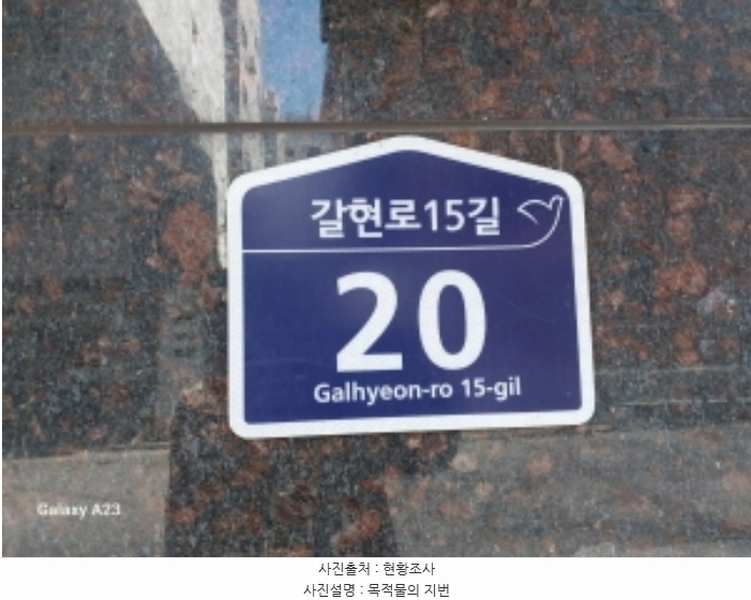 갈현로15길
20
Galhyeon-ro 15-gil
Galaxy A23
사진출처 : 현황조사
사진설명 : 목적물의 지번